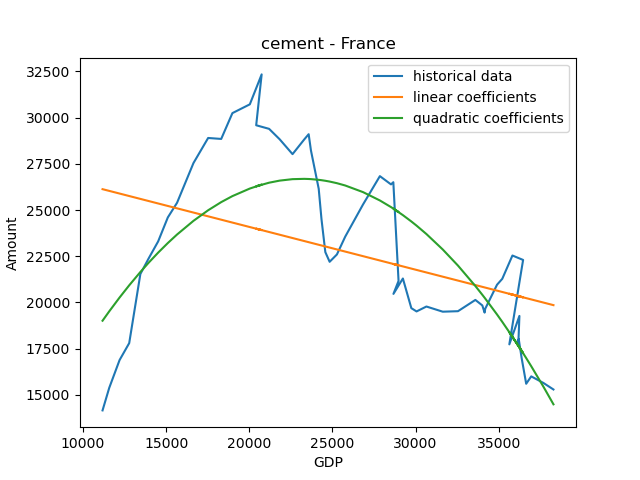 cement - France
historical data
linear coefficients
quadratic coefficients
32500
30000
27500
25000
22500
20000
17500
15000
Amount
10000 15000 20000 25000 30000 35000
GDP